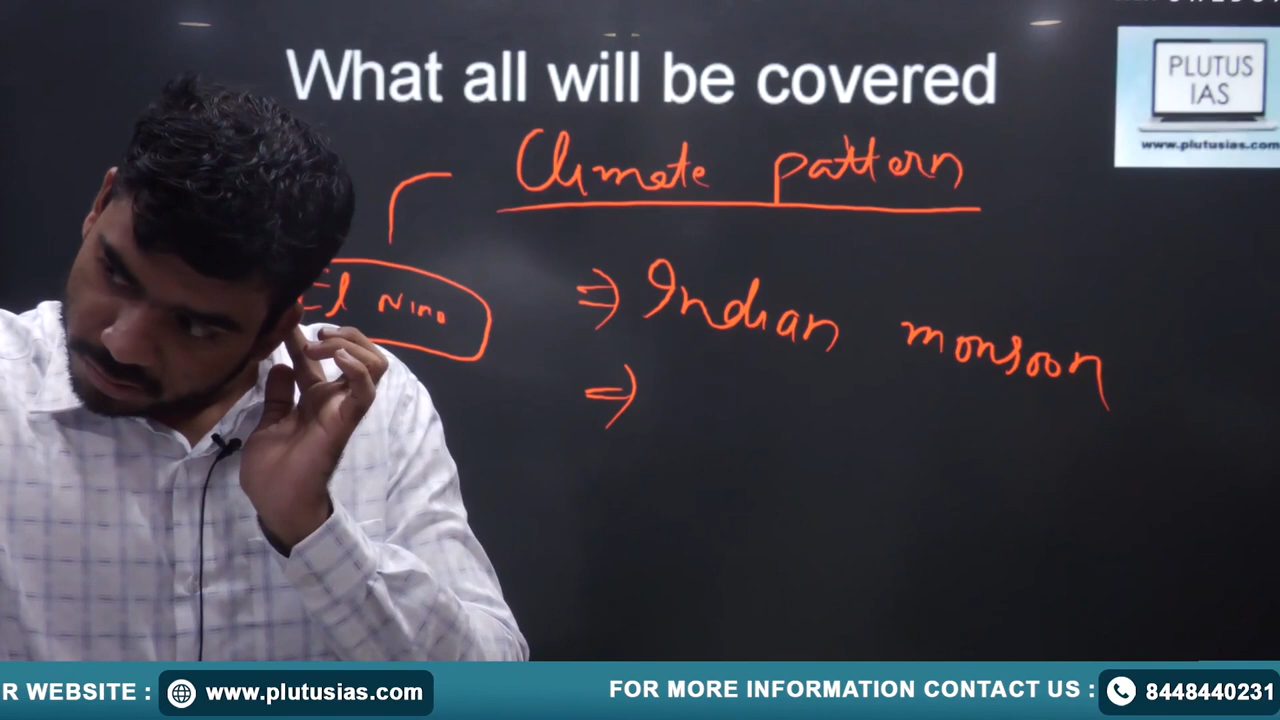 What all will be covered
PLUTUS
IAS
www.plutusias.com
Climate pattern
El Nino
⇒ Indian monsoon
⇒
R WEBSITE : www.plutusias.com
FOR MORE INFORMATION CONTACT US : 8448440231